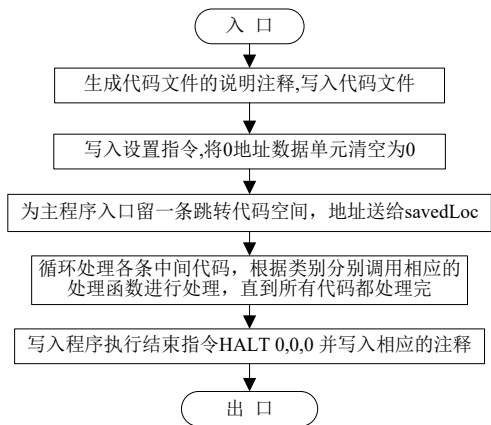 入 口
生成代码文件的说明注释,写入代码文件
写入设置指令,将0地址数据单元清空为0
为主程序入口留一条跳转代码空间，地址送给savedLoc
循环处理各条中间代码，根据类别分别调用相应的
处理函数进行处理，直到所有代码都处理完
写入程序执行结束指令HALT 0,0,0 并写入相应的注释
出 口